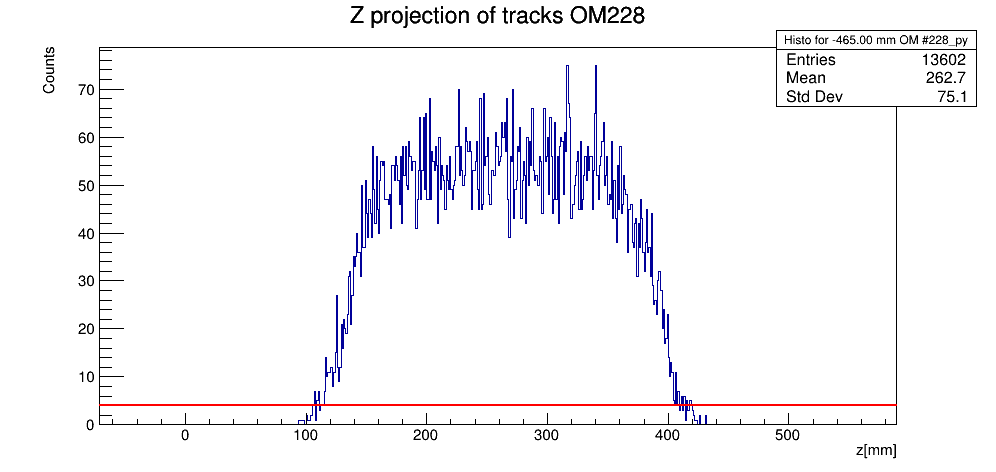 Z projection of tracks OM228
Histo for -465.00 mm OM #228_py
Entries 13602
Mean 262.7
Std Dev 75.1
Counts
70
60
50
40
30
20
10
0
0 100 200 300 400 500
z[mm]